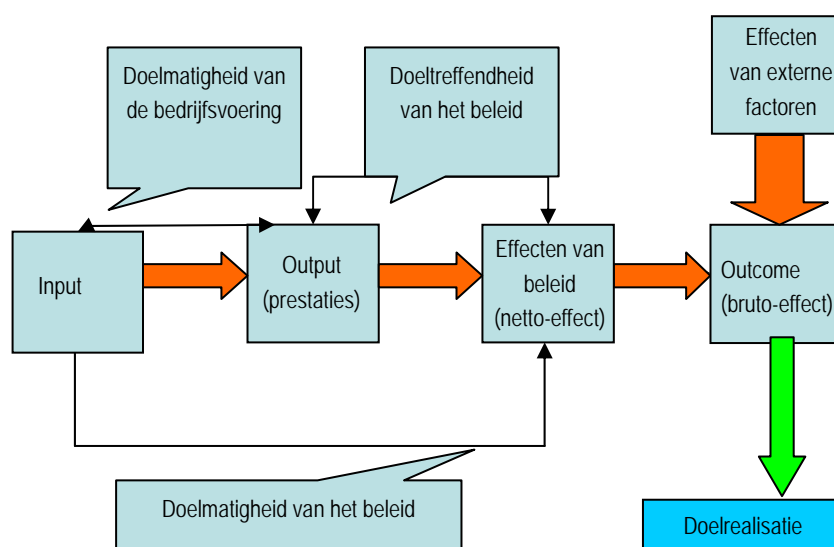 Doelmatigheid van
de bedrijfsvoering
Doeltreffendheid
van het beleid
Effecten
van externe
factoren
Input
Output
(prestaties)
Effecten van
beleid
(netto-effect)
Outcome
(bruto-effect)
Doelmatigheid van het beleid
Doelrealisatie